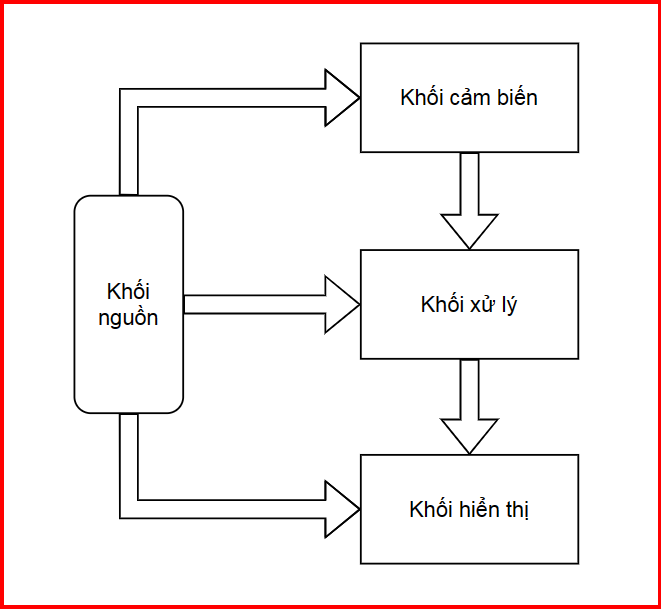 Khối cảm biến
Khối
nguồn
Khối xử lý
Khối hiển thị